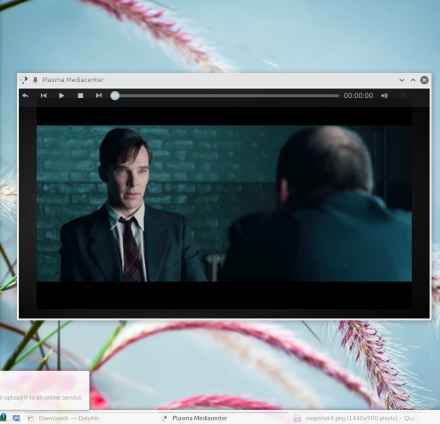 Plasma Mediacenter
00:00:00
o upload it to an online service.
Downloads — Dolphin
Plasma Mediacenter
snapshot4.png (1440x900 pixels) – Gw